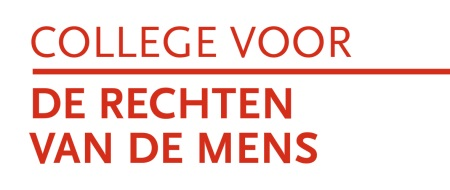 COLLEGE VOOR
DE RECHTEN
VAN DE MENS